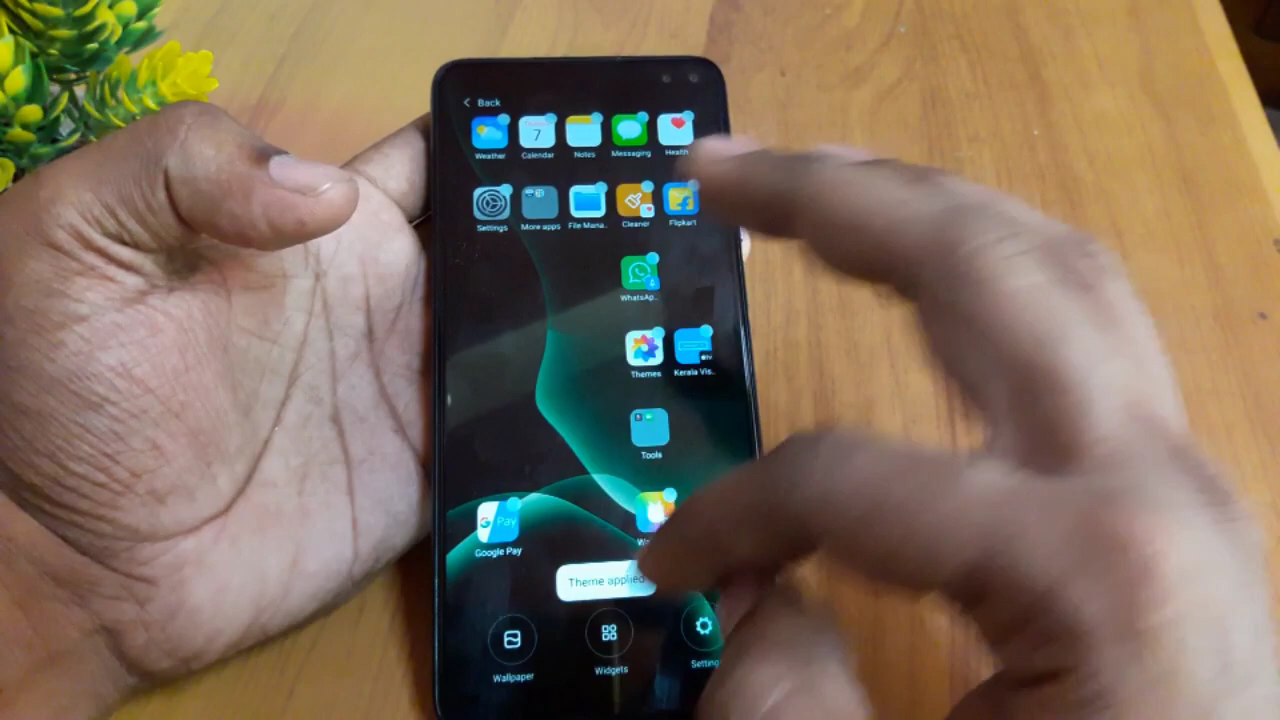 Back
Weather
Calendar
Notes
Messaging
Health
7
Settings
More apps
File Mana..
Cleaner
Flipkart
WhatsAp..
Themes
Kerala Vis..
Tools
G Pay
Google Pay
Theme applied
Wallpaper
Widgets
Setting